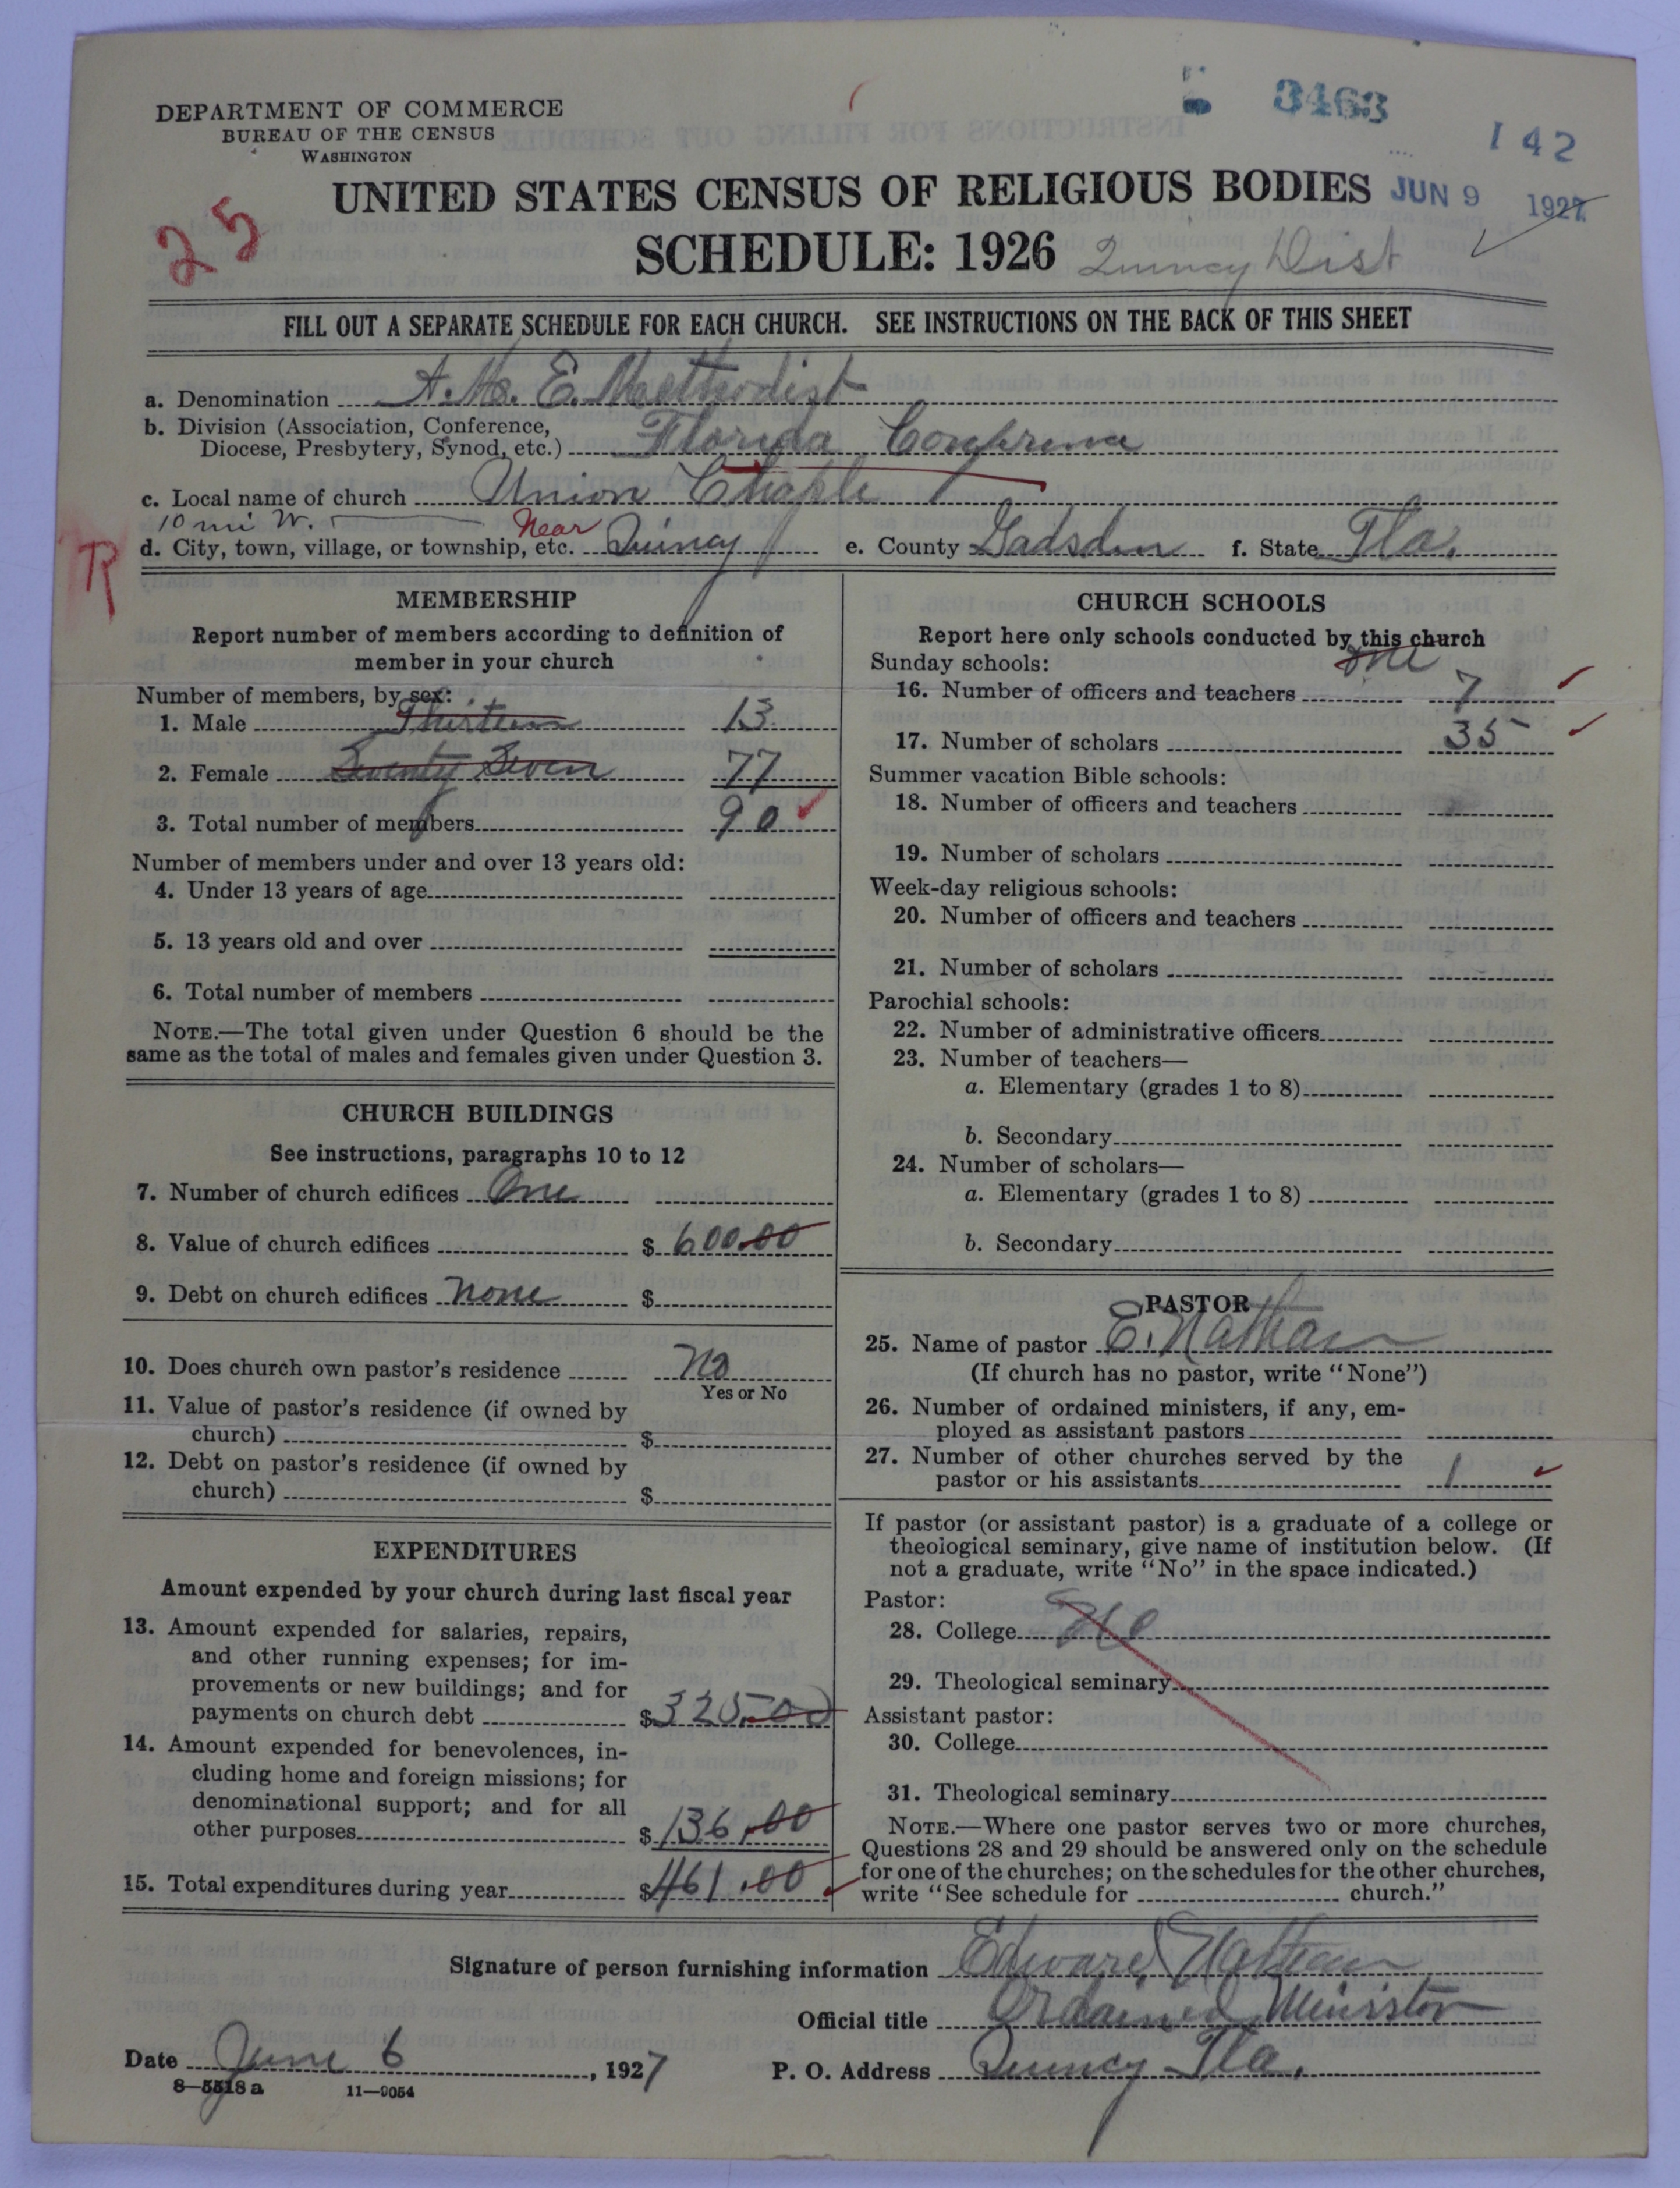 3463
142
DEPARTMENT OF COMMERCE
BUREAU OF THE CENSUS
WASHINGTON
UNITED STATES CENSUS OF RELIGIOUS BODIES JUN 9 1927
25
SCHEDULE: 1926 Quincy Dist
FILL OUT A SEPARATE SCHEDULE FOR EACH CHURCH. SEE INSTRUCTIONS ON THE BACK OF THIS SHEET
a. Denomination A. M. E. Methodist
b. Division (Association, Conference,
Diocese, Presbytery, Synod, etc.) Florida Confrence
c. Local name of church Union Chaple
10 mi W. Near
d. City, town, village, or township, etc. Quincy e. County Gadsden f. State Fla.
R
MEMBERSHIP
Report number of members according to definition of
member in your church
Number of members, by sex:
1. Male Thirteen 13
2. Female Seventy Seven 77
3. Total number of members 90
Number of members under and over 13 years old:
4. Under 13 years of age
5. 13 years old and over
6. Total number of members
NOTE.—The total given under Question 6 should be the
same as the total of males and females given under Question 3.
CHURCH BUILDINGS
See instructions, paragraphs 10 to 12
7. Number of church edifices One
8. Value of church edifices $ 600.00
9. Debt on church edifices none $
10. Does church own pastor's residence no
Yes or No
11. Value of pastor's residence (if owned by
church) $
12. Debt on pastor's residence (if owned by
church) $
EXPENDITURES
Amount expended by your church during last fiscal year
13. Amount expended for salaries, repairs,
and other running expenses; for im-
provements or new buildings; and for
payments on church debt $325.00
14. Amount expended for benevolences, in-
cluding home and foreign missions; for
denominational support; and for all
other purposes $136.00
15. Total expenditures during year $461.00
CHURCH SCHOOLS
Report here only schools conducted by this church
Sunday schools: one
16. Number of officers and teachers 7
17. Number of scholars 35
Summer vacation Bible schools:
18. Number of officers and teachers
19. Number of scholars
Week-day religious schools:
20. Number of officers and teachers
21. Number of scholars
Parochial schools:
22. Number of administrative officers
23. Number of teachers—
a. Elementary (grades 1 to 8)
b. Secondary
24. Number of scholars—
a. Elementary (grades 1 to 8)
b. Secondary
PASTOR
25. Name of pastor E. Nathan
(If church has no pastor, write "None")
26. Number of ordained ministers, if any, em-
ployed as assistant pastors
27. Number of other churches served by the
pastor or his assistants 1
If pastor (or assistant pastor) is a graduate of a college or
theological seminary, give name of institution below. (If
not a graduate, write "No" in the space indicated.)
Pastor:
28. College
29. Theological seminary
Assistant pastor:
30. College
31. Theological seminary
NOTE.—Where one pastor serves two or more churches,
Questions 28 and 29 should be answered only on the schedule
for one of the churches; on the schedules for the other churches,
write "See schedule for church."
Signature of person furnishing information Edward Nathan
Official title Ordained Minister
Date June 6, 1927 P. O. Address Quincy Fla.
8—5518 a 11—9054